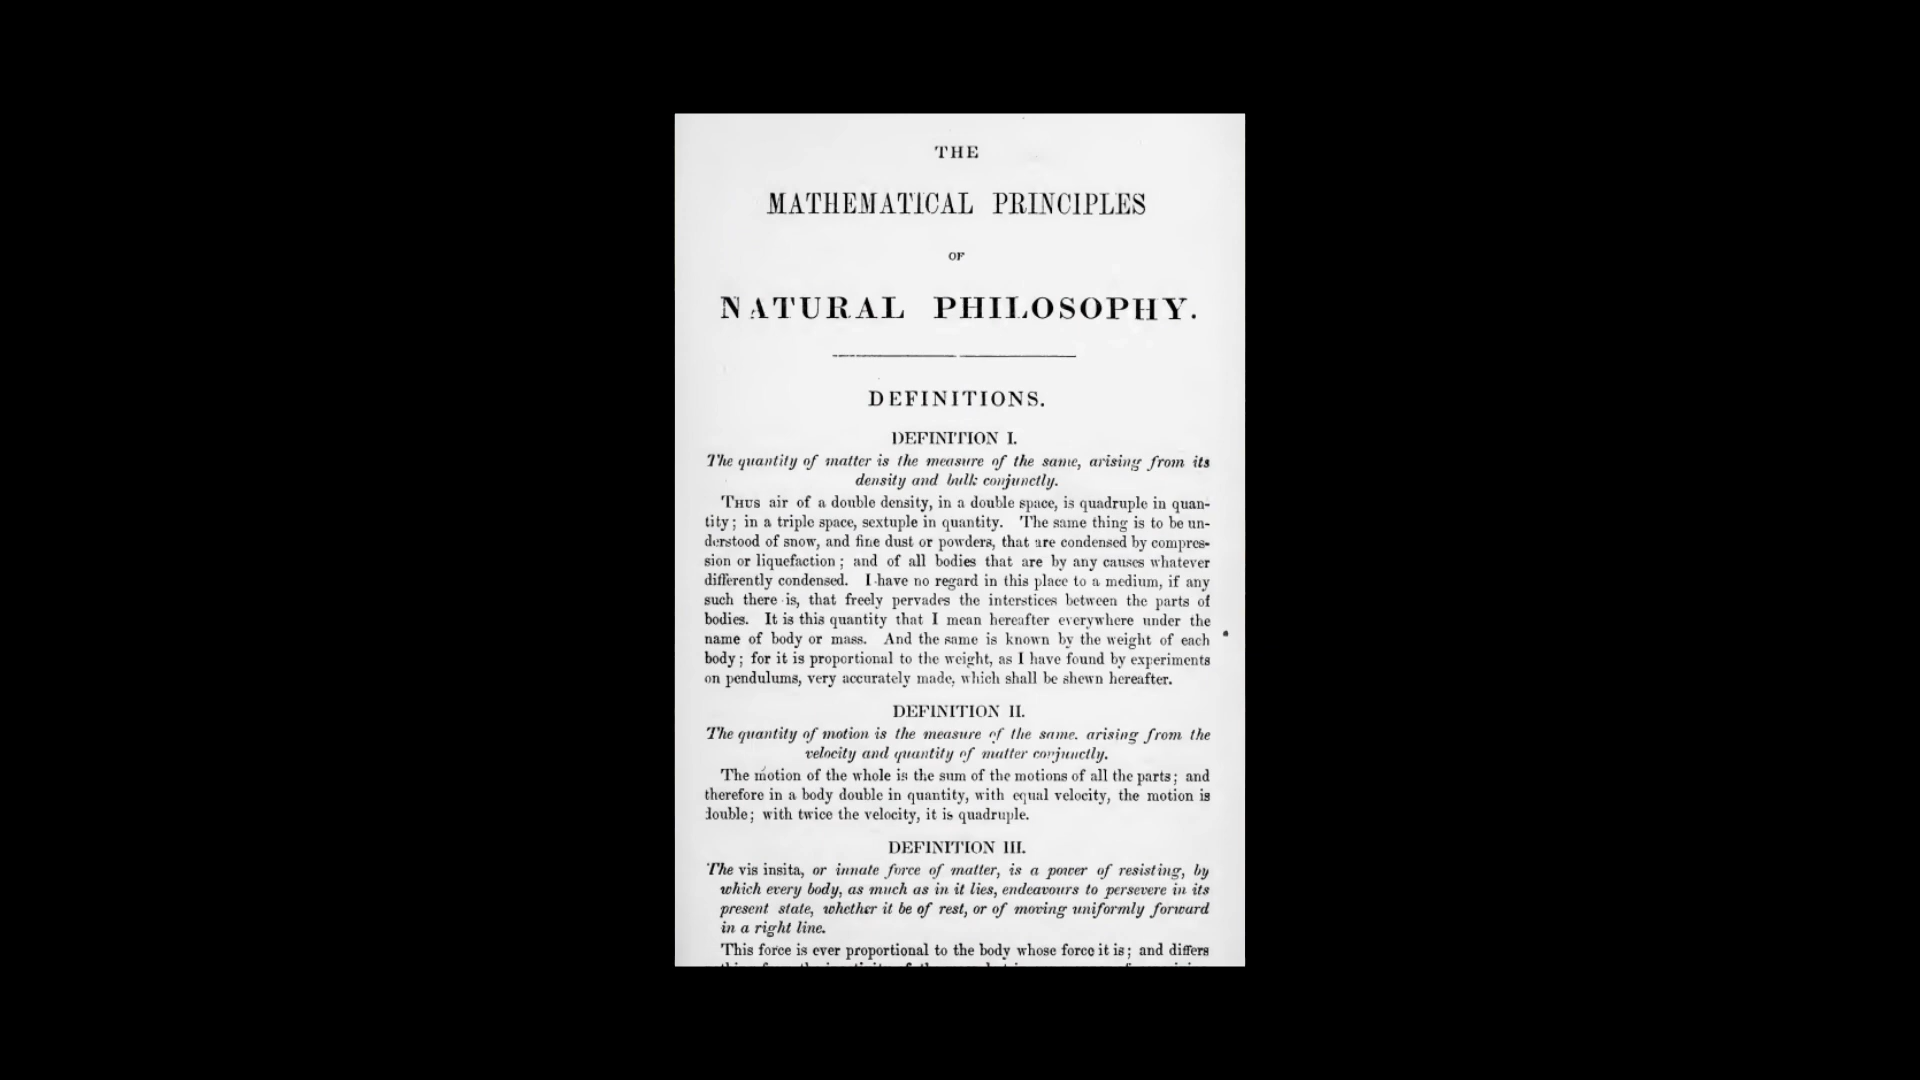 THE
MATHEMATICAL PRINCIPLES
OF
NATURAL PHILOSOPHY.
DEFINITIONS.
DEFINITION I.
The quantity of matter is the measure of the same, arising from its
density and bulk conjunctly.
THUS air of a double density, in a double space, is quadruple in quan-
tity; in a triple space, sextuple in quantity. The same thing is to be un-
derstood of snow, and fine dust or powders, that are condensed by compres-
sion or liquefaction; and of all bodies that are by any causes whatever
differently condensed. I have no regard in this place to a medium, if any
such there is, that freely pervades the interstices between the parts of
bodies. It is this quantity that I mean hereafter everywhere under the
name of body or mass. And the same is known by the weight of each
body; for it is proportional to the weight, as I have found by experiments
on pendulums, very accurately made, which shall be shewn hereafter.
DEFINITION II.
The quantity of motion is the measure of the same. arising from the
velocity and quantity of matter conjunctly.
The motion of the whole is the sum of the motions of all the parts; and
therefore in a body double in quantity, with equal velocity, the motion is
double; with twice the velocity, it is quadruple.
DEFINITION III.
The vis insita, or innate force of matter, is a power of resisting, by
which every body, as much as in it lies, endeavours to persevere in its
present state, whether it be of rest, or of moving uniformly forward
in a right line.
This force is ever proportional to the body whose force it is; and differs